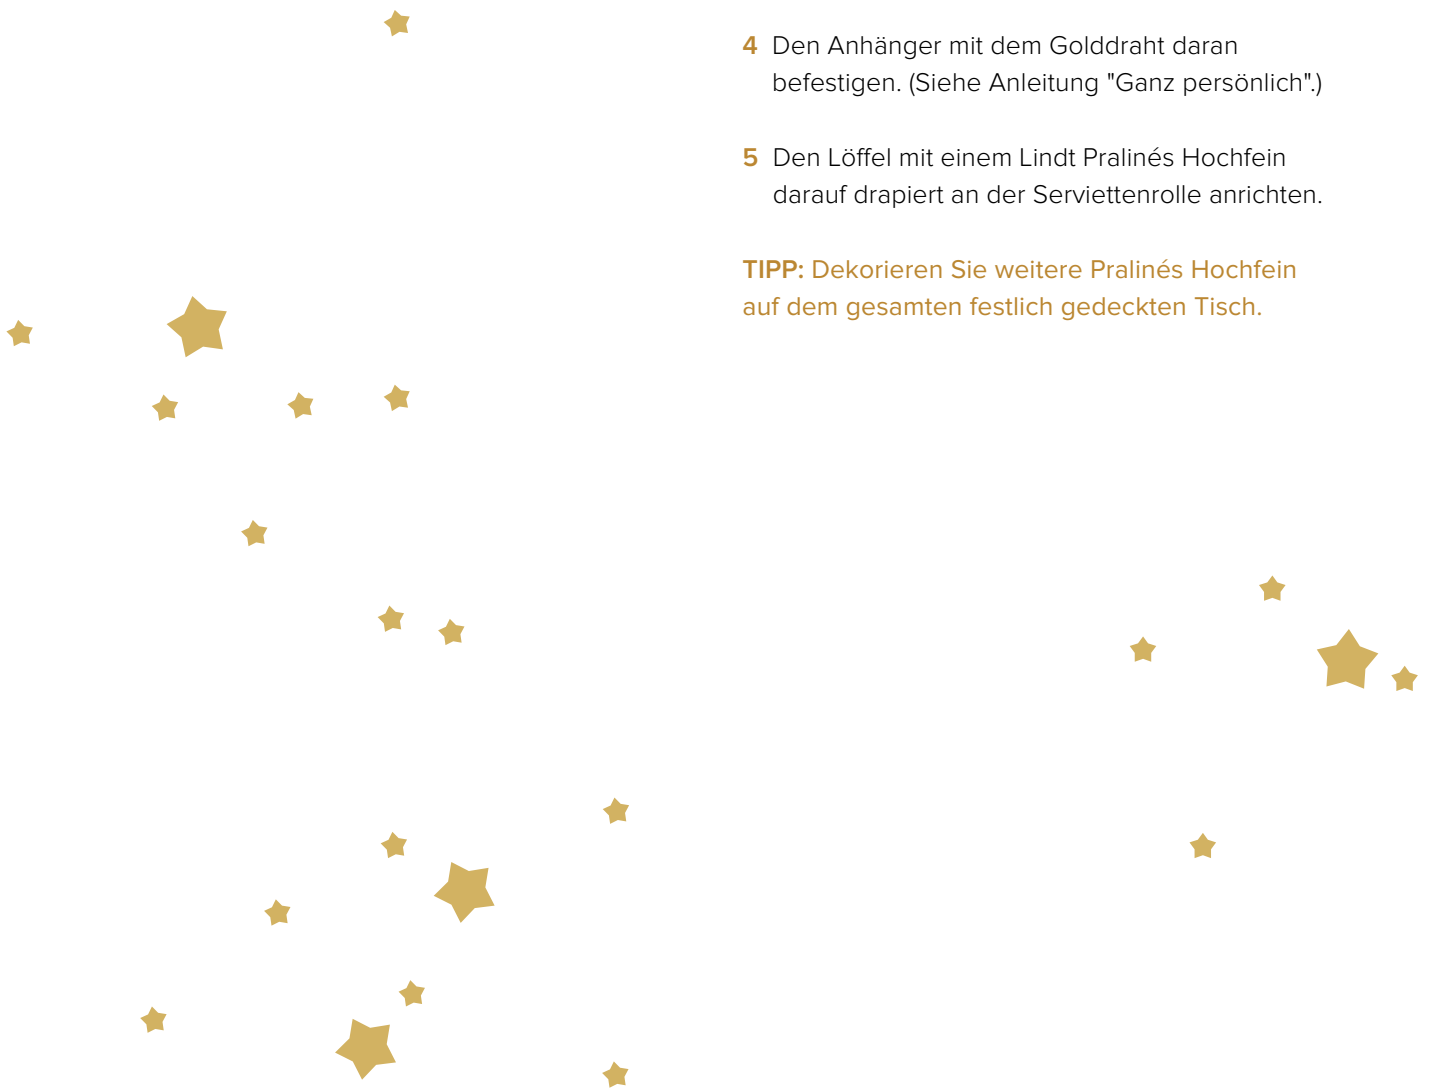 4 Den Anhänger mit dem Golddraht daran
befestigen. (Siehe Anleitung "Ganz persönlich".)
5 Den Löffel mit einem Lindt Pralinés Hochfein
darauf drapiert an der Serviettenrolle anrichten.
TIPP: Dekorieren Sie weitere Pralinés Hochfein
auf dem gesamten festlich gedeckten Tisch.